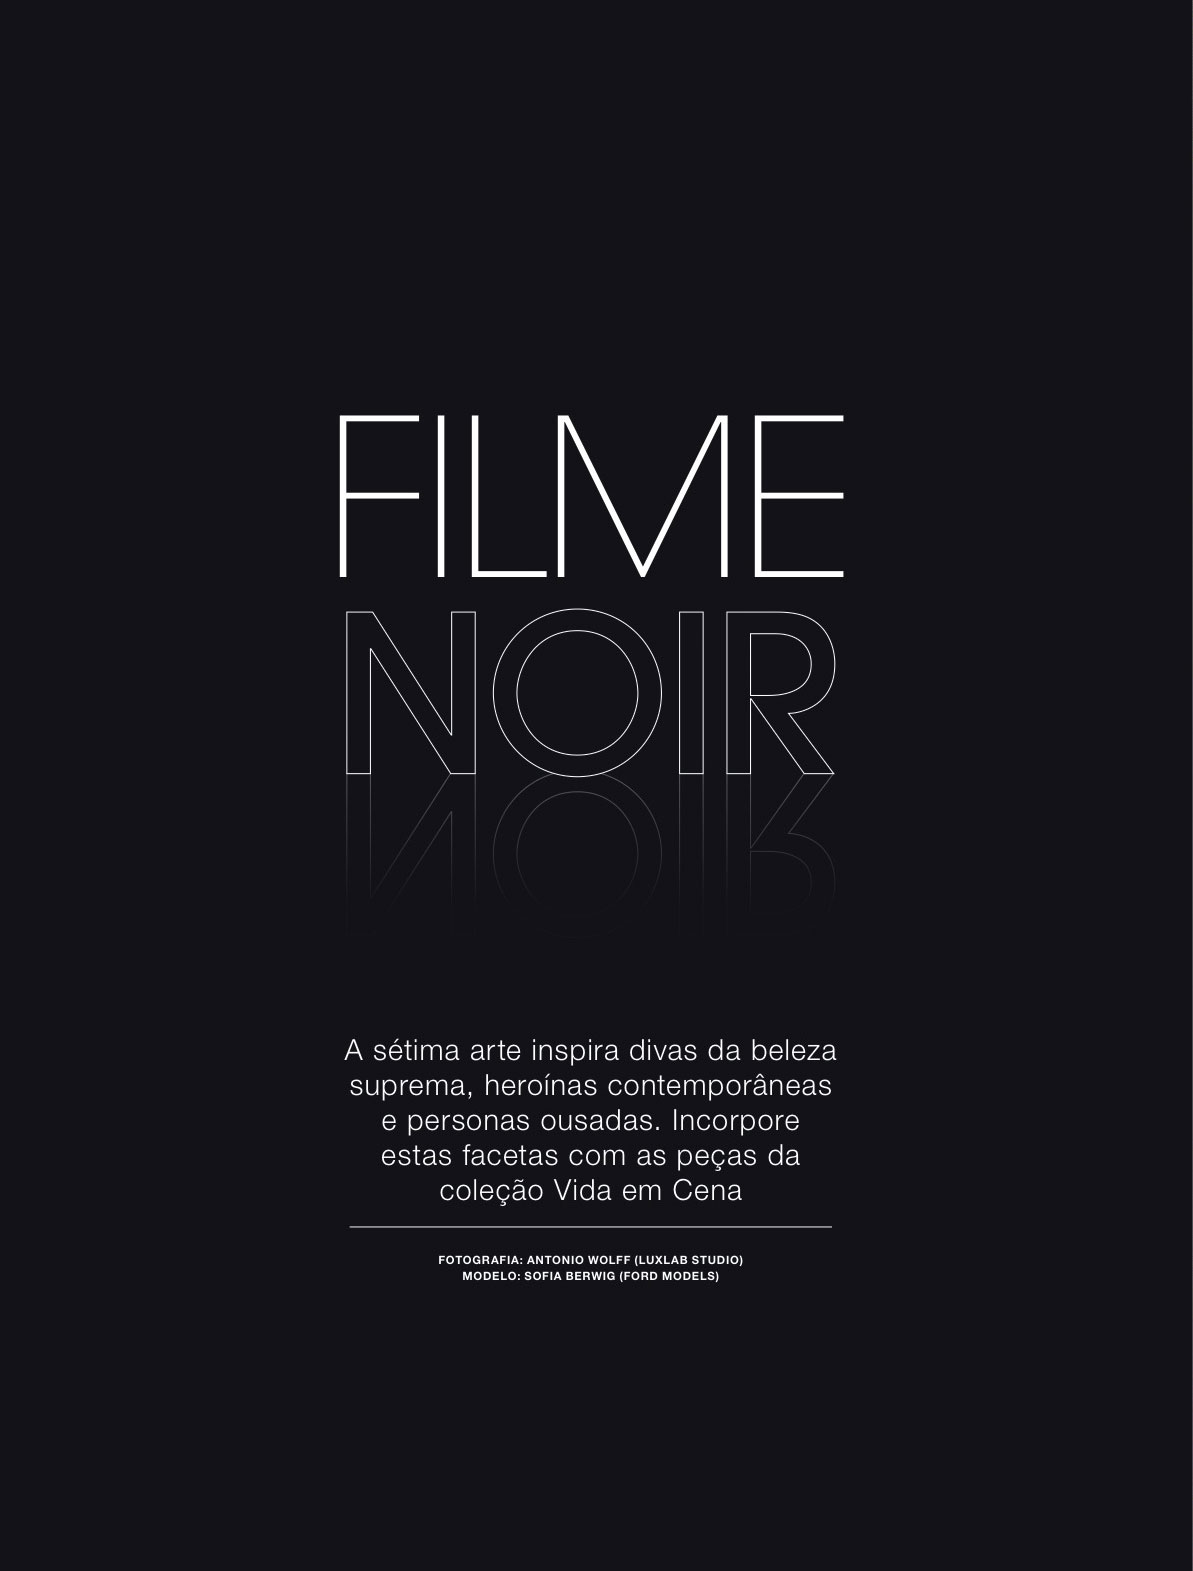 FILME
NOIR
A sétima arte inspira divas da beleza
suprema, heroínas contemporâneas
e personas ousadas. Incorpore
estas facetas com as peças da
coleção Vida em Cena
FOTOGRAFIA: ANTONIO WOLFF (LUXLAB STUDIO)
MODELO: SOFIA BERWIG (FORD MODELS)